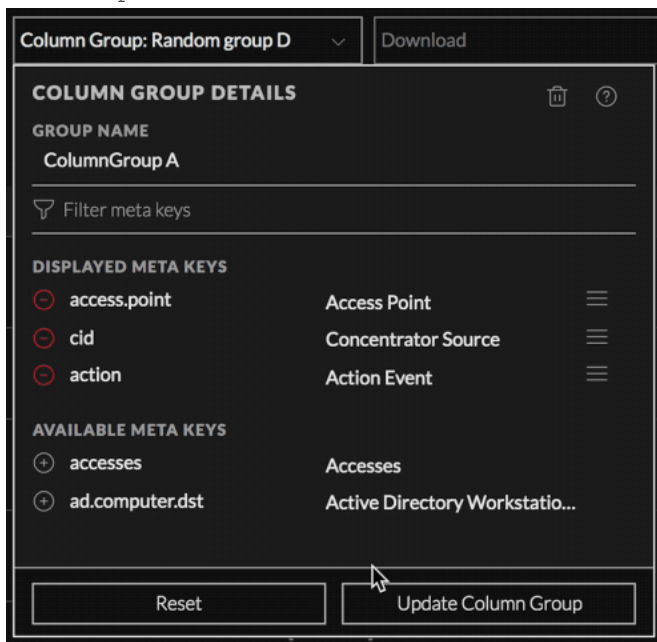 Column Group: Random group D Download
COLUMN GROUP DETAILS
GROUP NAME
ColumnGroup A
Filter meta keys
DISPLAYED META KEYS
access.point Access Point
cid Concentrator Source
action Action Event
AVAILABLE META KEYS
accesses Accesses
ad.computer.dst Active Directory Workstatio...
Reset Update Column Group